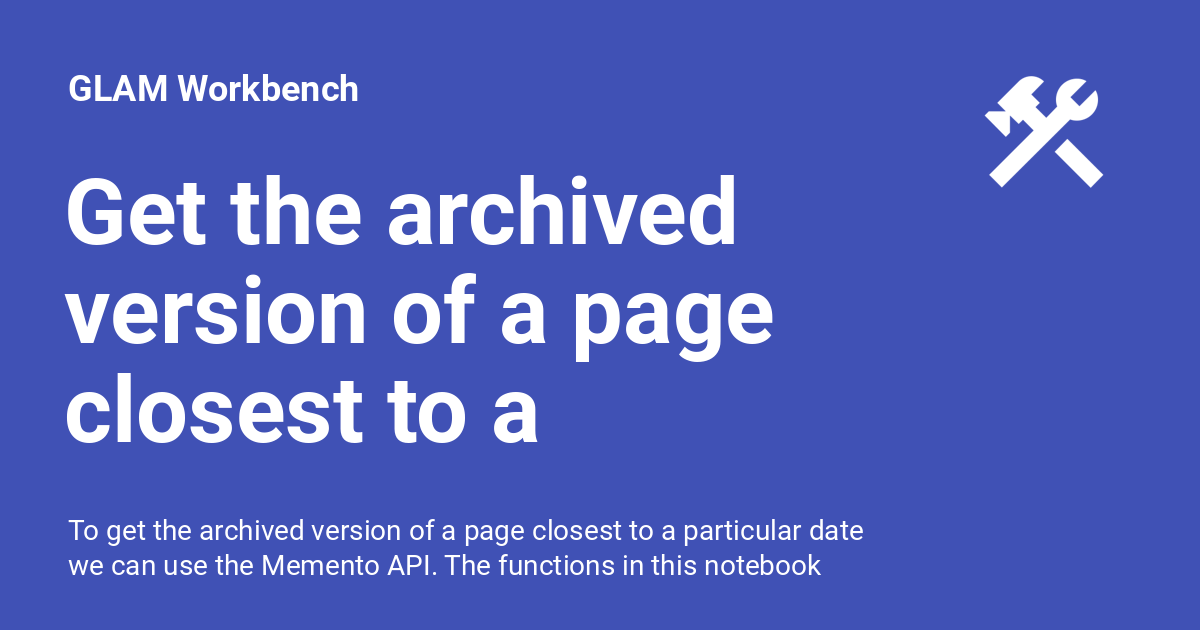 GLAM Workbench
Get the archived
version of a page
closest to a
To get the archived version of a page closest to a particular date
we can use the Memento API. The functions in this notebook